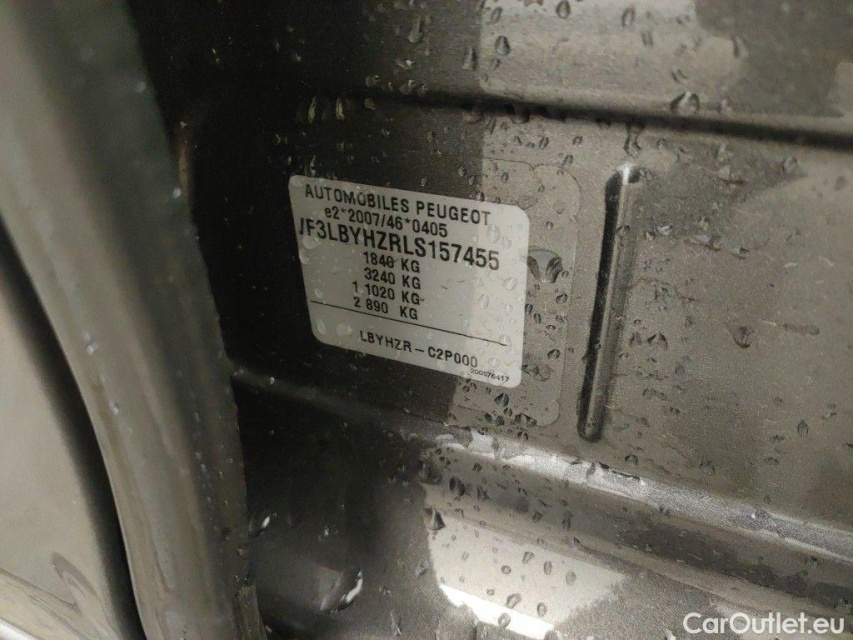 AUTOMOBILES PEUGEOT
e2*2007/46*0405
VF3LBYHZRLS157455
1840 KG
3240 KG
1 1020 KG
2 890 KG
LBYHZR-C2P000
CarOutlet.eu